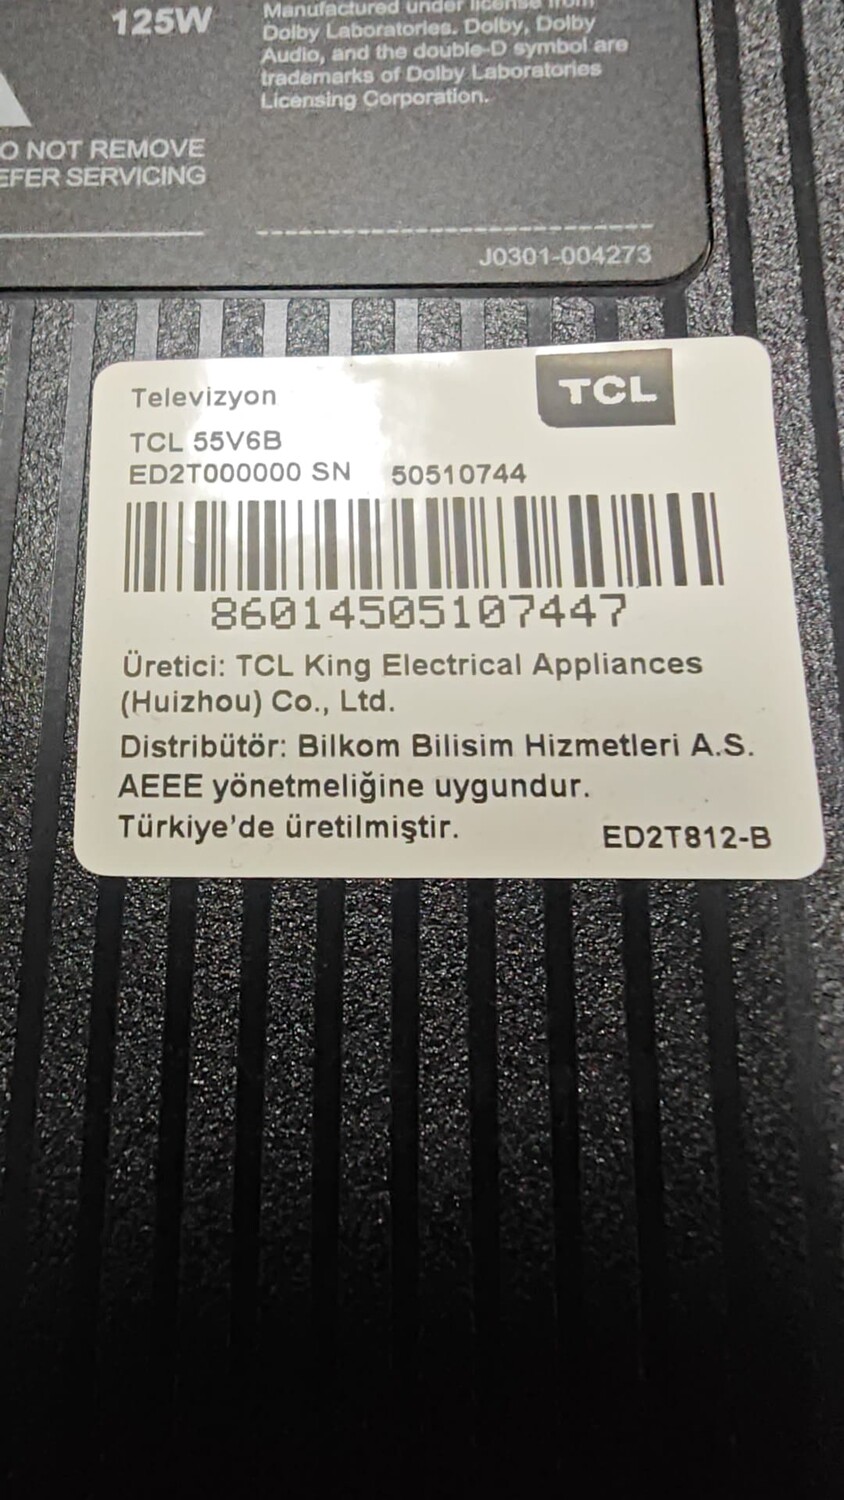 125W
Manufactured under license from
Dolby Laboratories. Dolby, Dolby
Audio, and the double-D symbol are
trademarks of Dolby Laboratories
Licensing Corporation.
O NOT REMOVE
EFER SERVICING
J0301-004273
Televizyon
TCL
TCL 55V6B
ED2T000000 SN 50510744
86014505107447
Üretici: TCL King Electrical Appliances
(Huizhou) Co., Ltd.
Distribütör: Bilkom Bilisim Hizmetleri A.S.
AEEE yönetmeliğine uygundur.
Türkiye'de üretilmiştir.
ED2T812-B